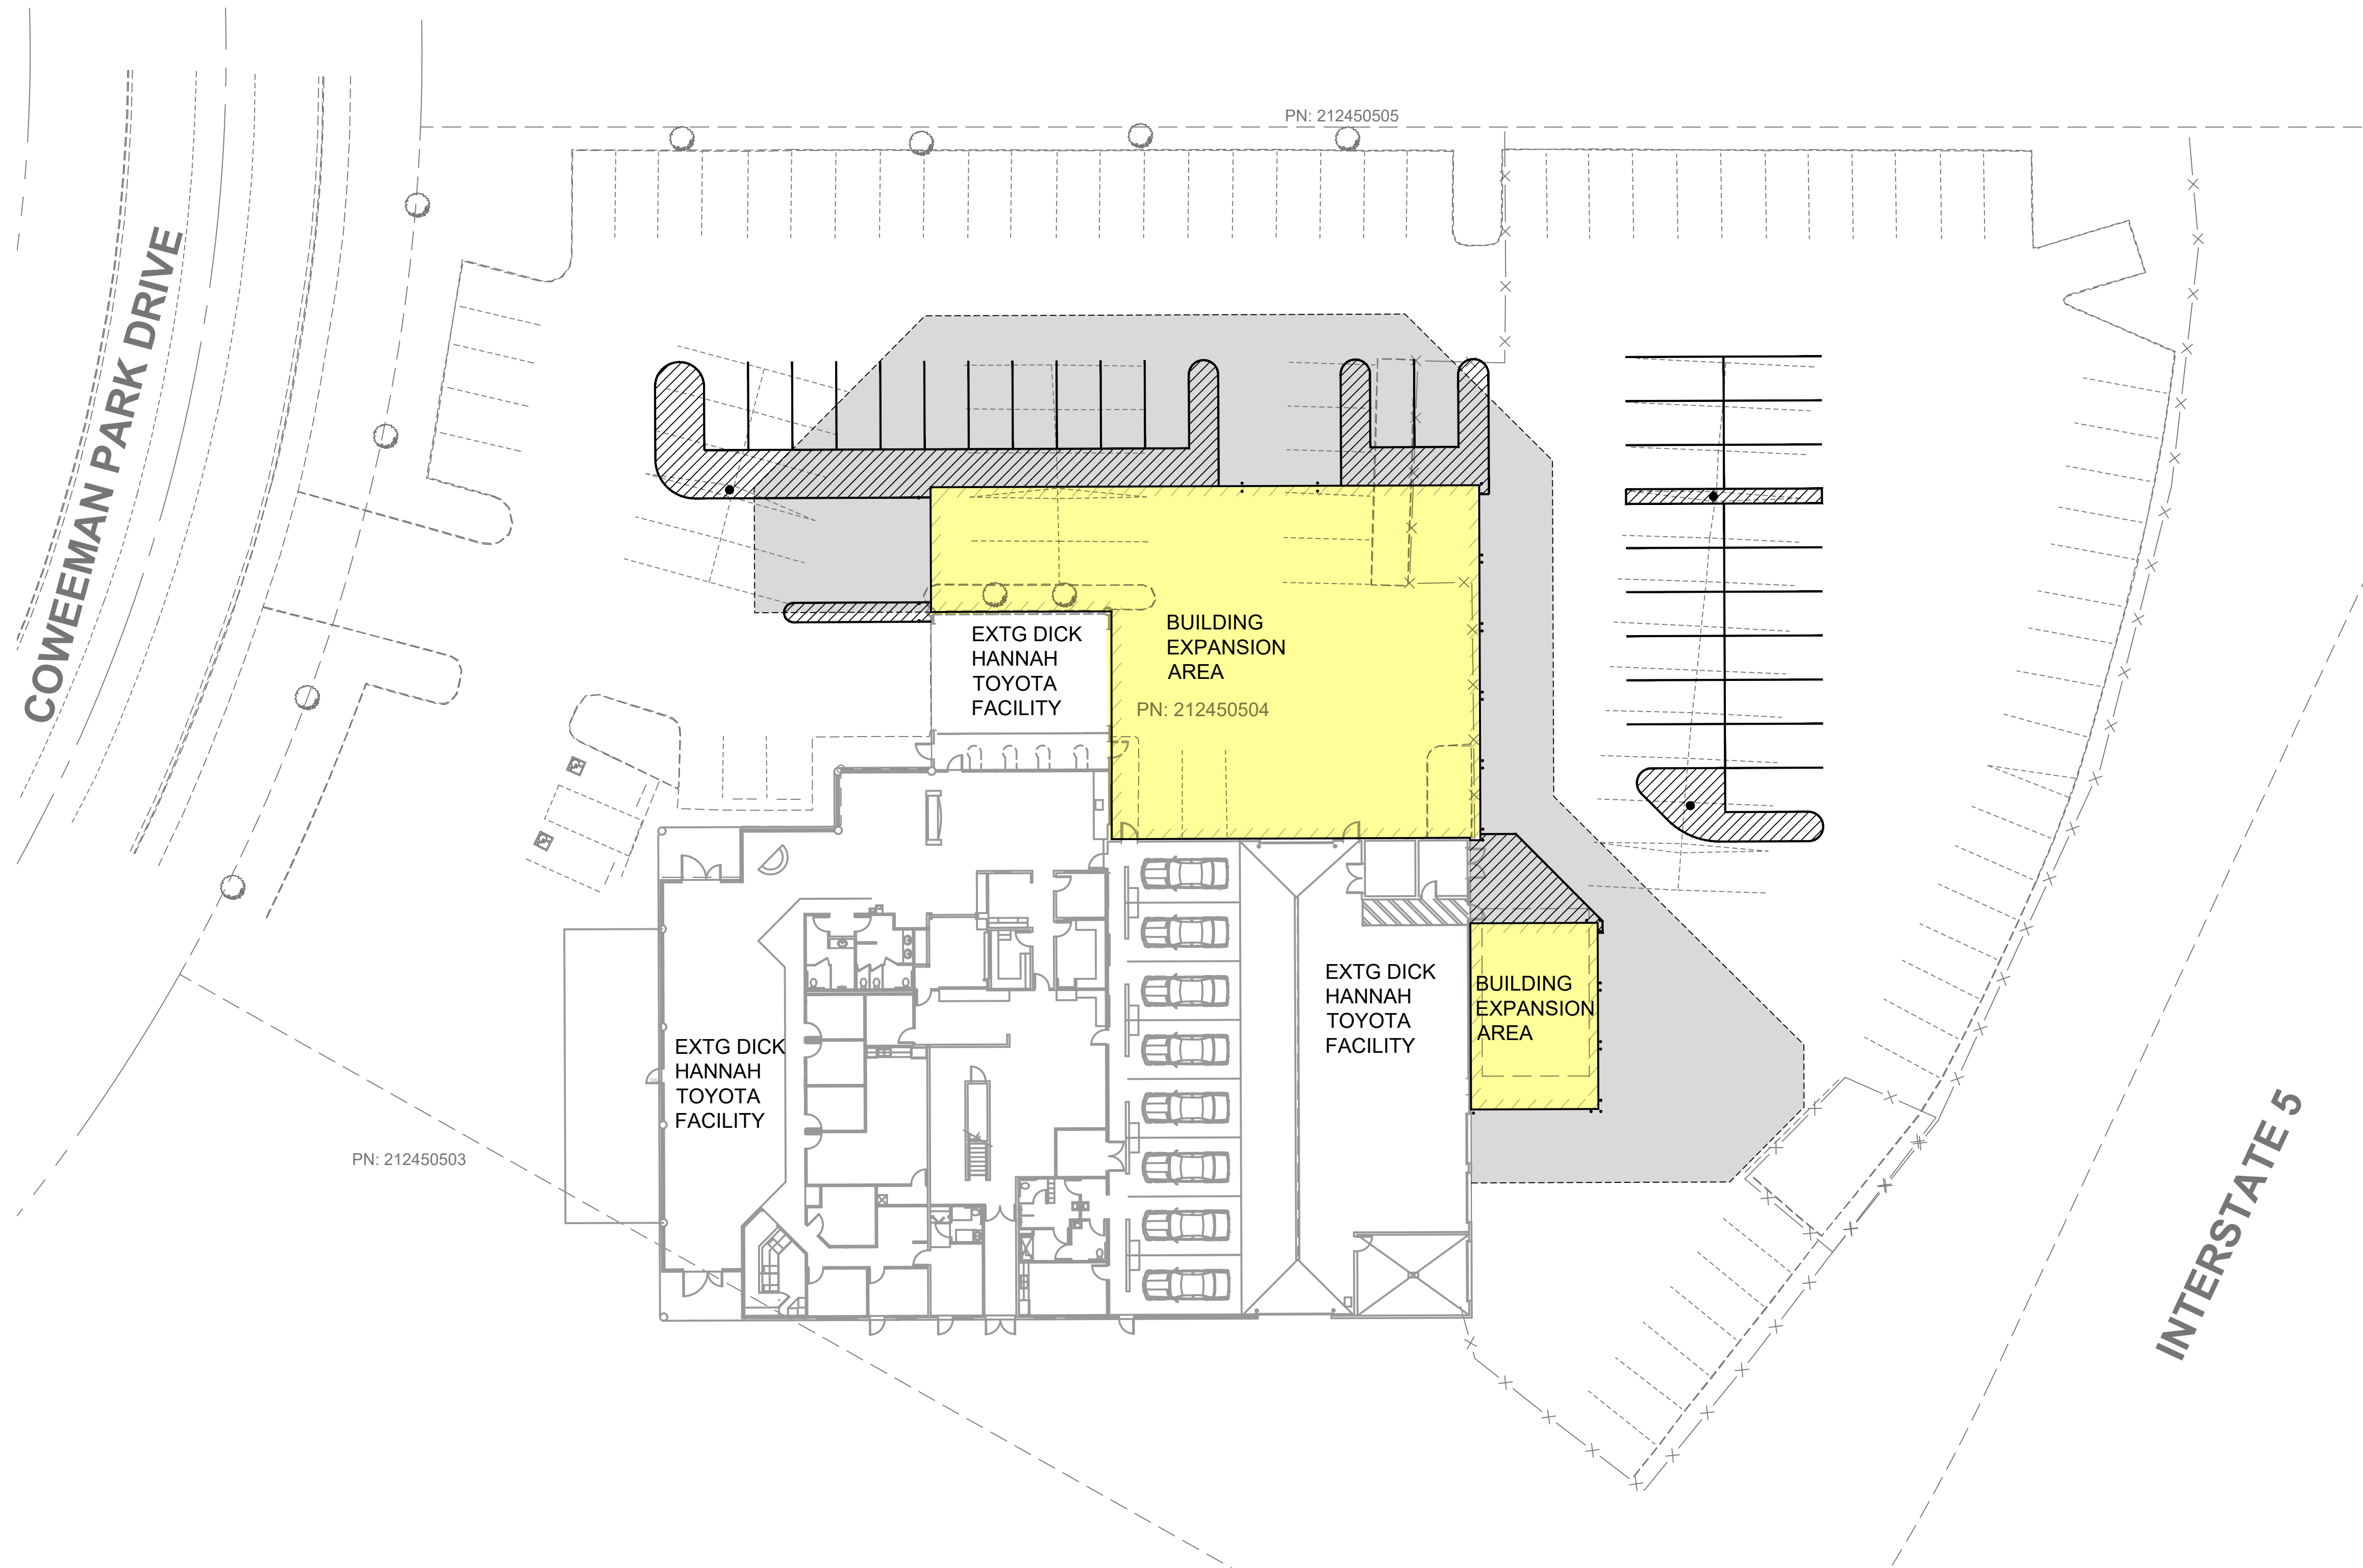 PN: 212450505
COWEEMAN PARK DRIVE
EXTG DICK
HANNAH
TOYOTA
FACILITY
BUILDING
EXPANSION
AREA
PN: 212450504
EXTG DICK
HANNAH
TOYOTA
FACILITY
BUILDING
EXPANSION
AREA
EXTG DICK
HANNAH
TOYOTA
FACILITY
PN: 212450503
INTERSTATE 5